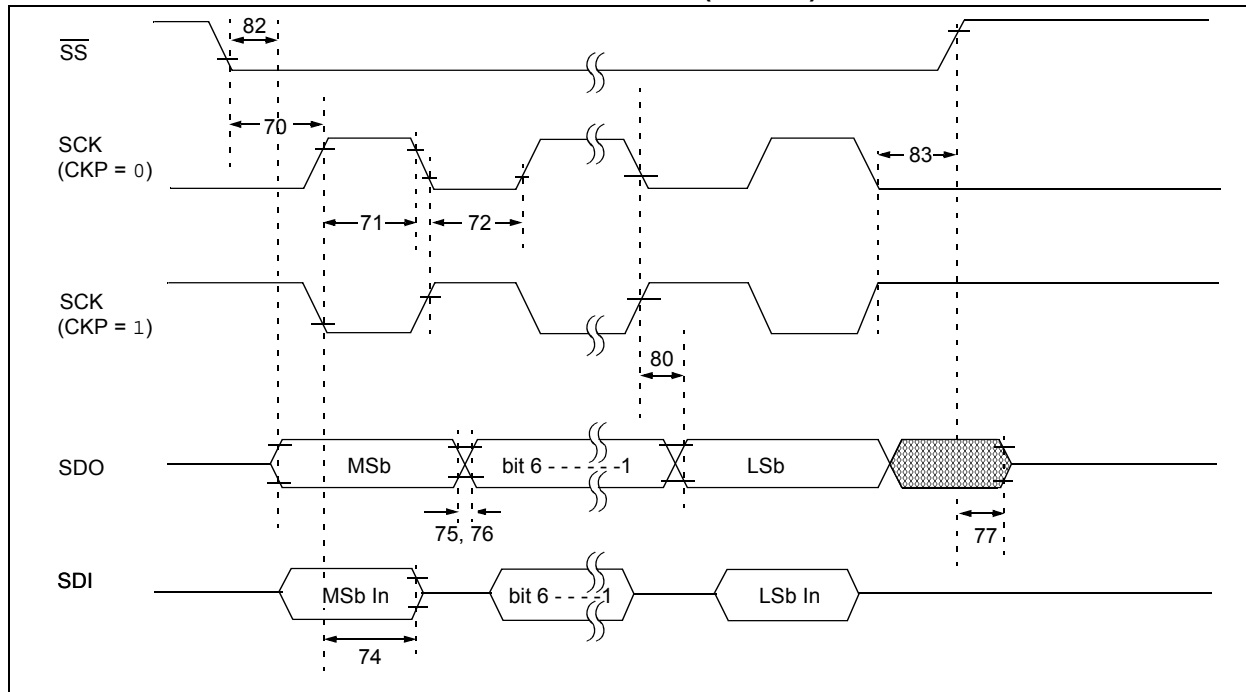 82
SS
70
SCK
(CKP = 0)
83
71
72
SCK
(CKP = 1)
80
SDO
MSb
bit 6 - - - - - -1
LSb
75, 76
77
SDI
MSb In
bit 6 - - - -1
LSb In
74